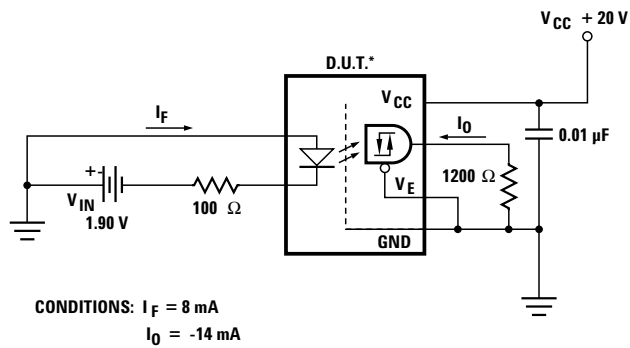 V CC + 20 V
D.U.T.*
V CC
I F
I O
0.01 µF
+-
V IN
1.90 V
100 Ω
V E
1200 Ω
GND
CONDITIONS: I F = 8 mA
I O = -14 mA